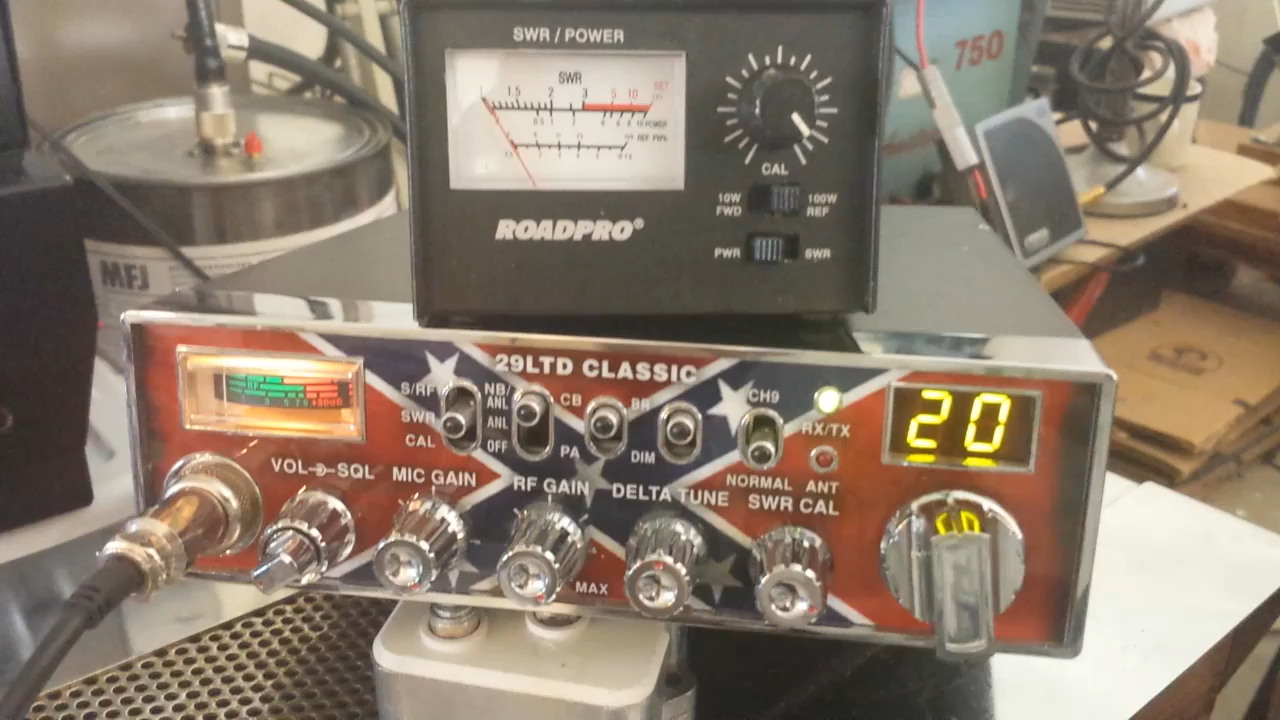 SWR / POWER
750
SWR
SET
1.5 2 3 5 10
POWER
CAL
10W
FWD
100W
REF
PWR
SWR
ROADPRO®
MFJ
29LTD CLASSIC
S/RF
SWR
CAL
NB/
ANL
ANL
OFF
CB
PA
BR
DIM
CH9
NORMAL
RX/TX
ANT
20
VOL SQL
MIC GAIN
RF GAIN
DELTA TUNE
SWR CAL
MAX